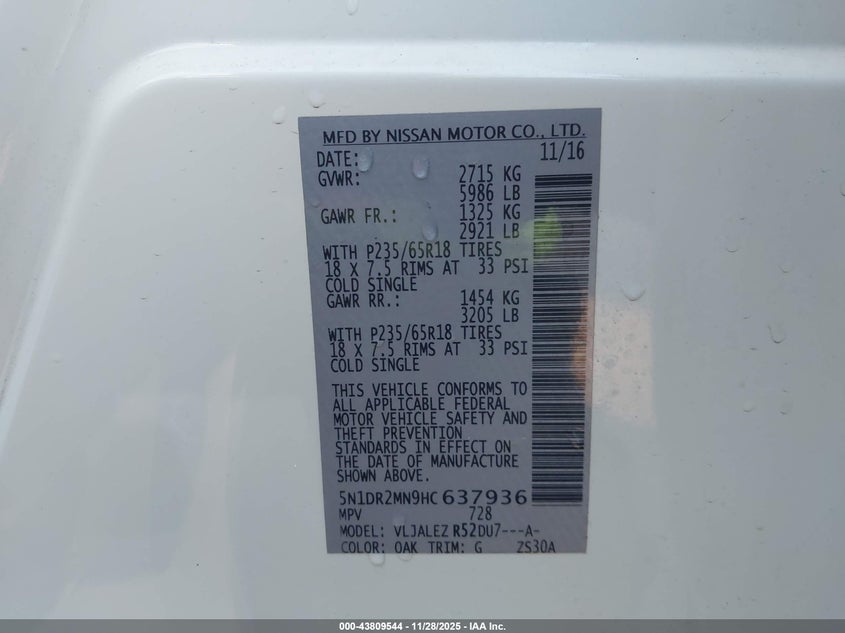 MFD BY NISSAN MOTOR CO., LTD.
DATE: 11/16
GVWR: 2715 KG
5986 LB
GAWR FR.: 1325 KG
2921 LB
WITH P235/65R18 TIRES
18 X 7.5 RIMS AT 33 PSI
COLD SINGLE
GAWR RR.: 1454 KG
3205 LB
WITH P235/65R18 TIRES
18 X 7.5 RIMS AT 33 PSI
COLD SINGLE
THIS VEHICLE CONFORMS TO
ALL APPLICABLE FEDERAL
MOTOR VEHICLE SAFETY AND
THEFT PREVENTION
STANDARDS IN EFFECT ON
THE DATE OF MANUFACTURE
SHOWN ABOVE.
5N1DR2MN9HC637936
MPV 728
MODEL: VLJALEZ R52DU7---A-
COLOR: QAK TRIM: G ZS30A
000-43809544 — 11/28/2025 — IAA Inc.